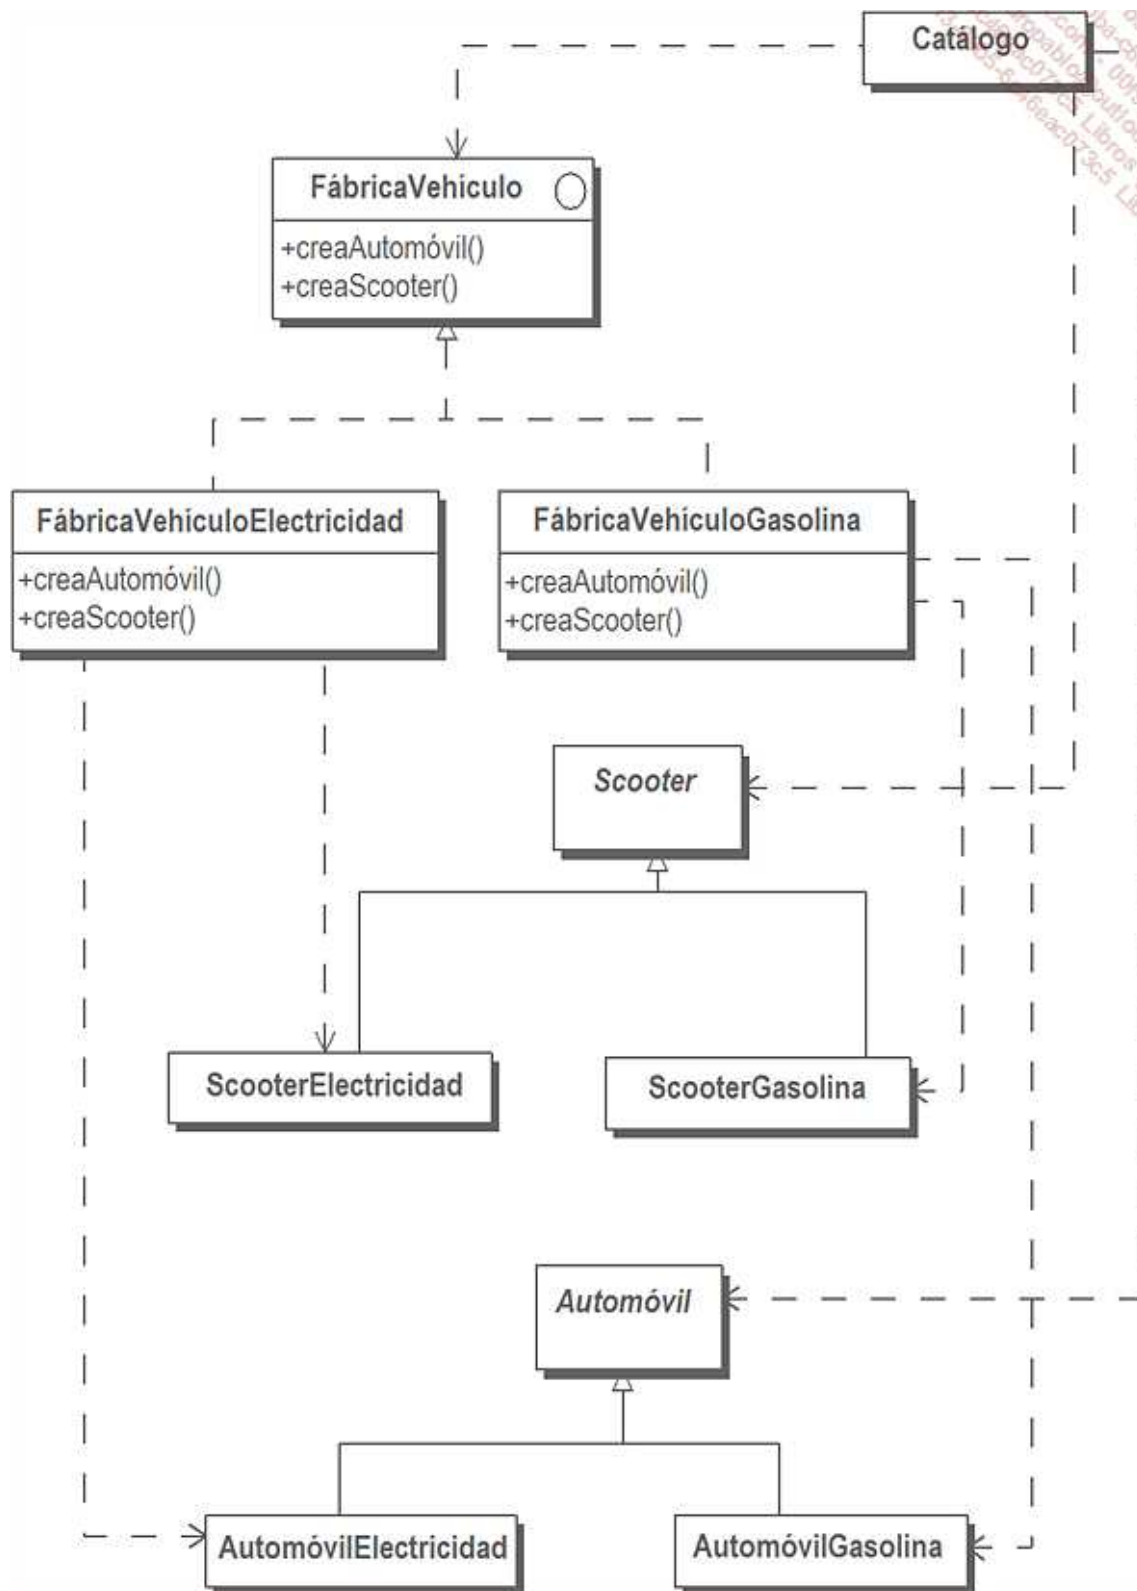 Catálogo
FábricaVehículo
+creaAutomóvil()
+creaScooter()
FábricaVehículoElectricidad
+creaAutomóvil()
+creaScooter()
FábricaVehículoGasolina
+creaAutomóvil()
+creaScooter()
Scooter
ScooterElectricidad
ScooterGasolina
Automóvil
AutomóvilElectricidad
AutomóvilGasolina